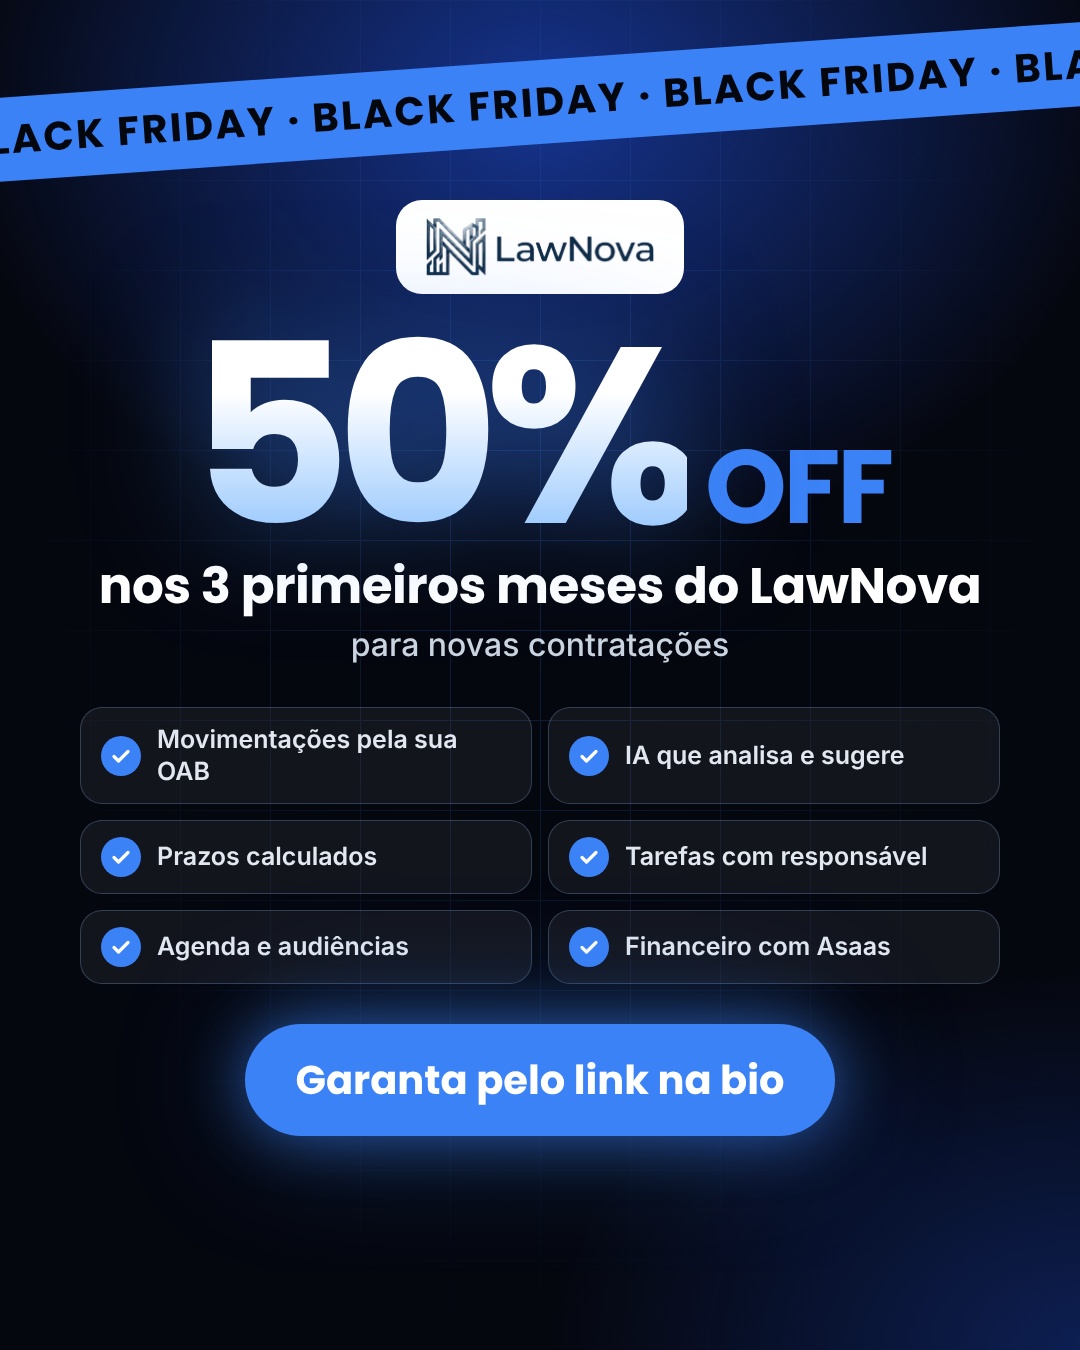 LACK FRIDAY · BLACK FRIDAY · BLACK FRIDAY · BLA
LawNova
50% OFF
nos 3 primeiros meses do LawNova
para novas contratações
Movimentações pela sua
OAB
IA que analisa e sugere
Prazos calculados
Tarefas com responsável
Agenda e audiências
Financeiro com Asaas
Garanta pelo link na bio